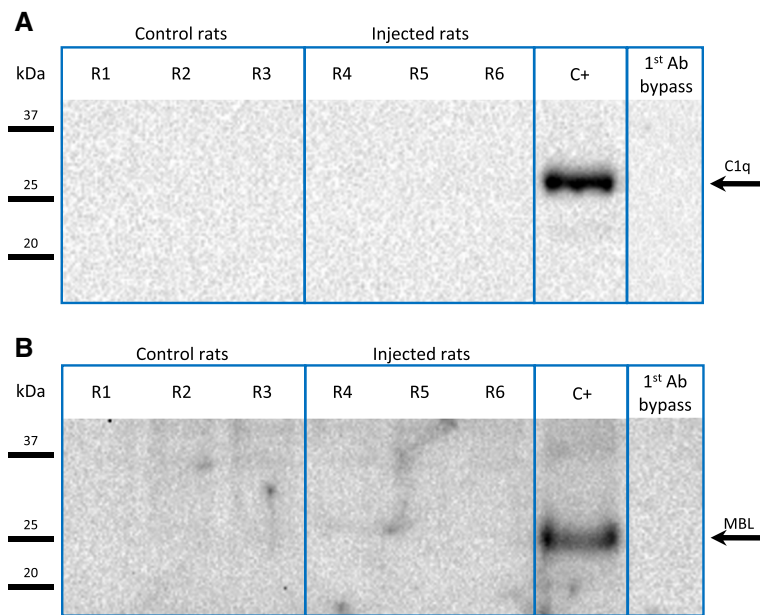 A
Control rats Injected rats
kDa R1 R2 R3 R4 R5 R6 C+ 1st Ab bypass
37
C1q
25
20
B
Control rats Injected rats
kDa R1 R2 R3 R4 R5 R6 C+ 1st Ab bypass
37
25
MBL
20